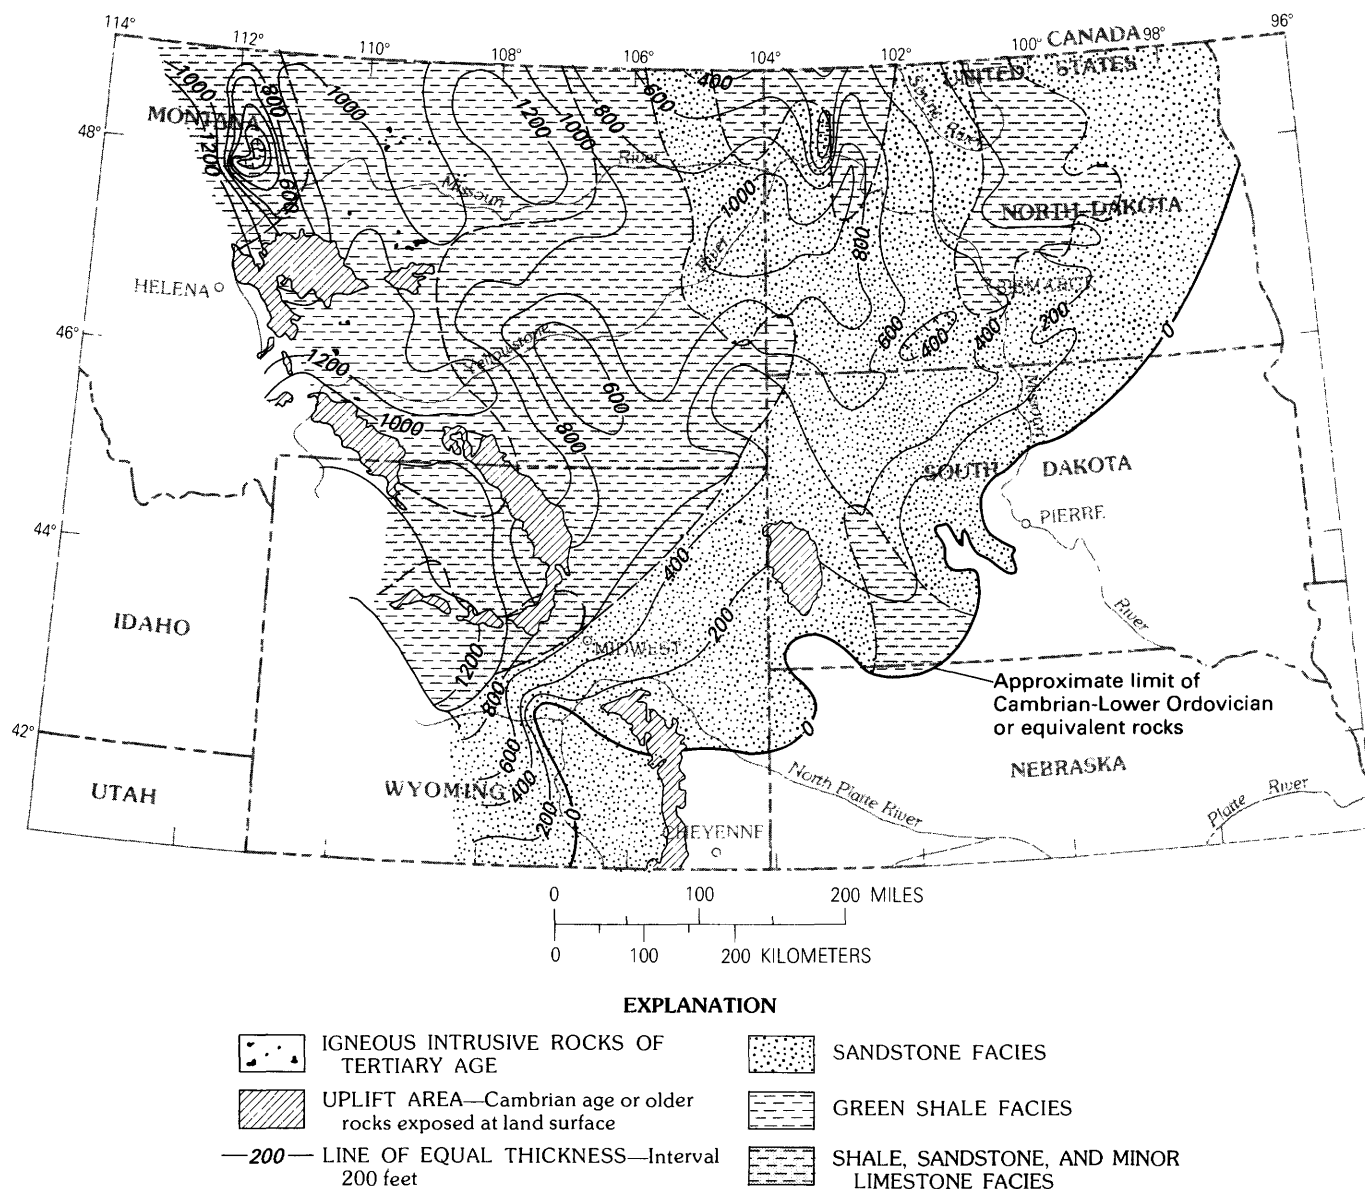 114°
112°
110°
108°
106°
104°
102°
100°
98°
96°
CANADA
UNITED STATES
48°
46°
44°
42°
MONTANA
NORTH DAKOTA
SOUTH DAKOTA
IDAHO
UTAH
WYOMING
NEBRASKA
HELENA
BISMARCK
PIERRE
MIDWEST
CHEYENNE
Missouri River
Yellowstone
River
Souris River
Missouri
River
North Platte River
Platte River
1000
800
1000
1200
600
1200
1000
800
600
400
1000
800
600
400
400
200
0
1200
1000
600
800
400
200
1200
800
600
400
200
0
0
Approximate limit of
Cambrian-Lower Ordovician
or equivalent rocks
0 100 200 MILES
0 100 200 KILOMETERS
EXPLANATION
IGNEOUS INTRUSIVE ROCKS OF
TERTIARY AGE
UPLIFT AREA—Cambrian age or older
rocks exposed at land surface
—200— LINE OF EQUAL THICKNESS—Interval
200 feet
SANDSTONE FACIES
GREEN SHALE FACIES
SHALE, SANDSTONE, AND MINOR
LIMESTONE FACIES